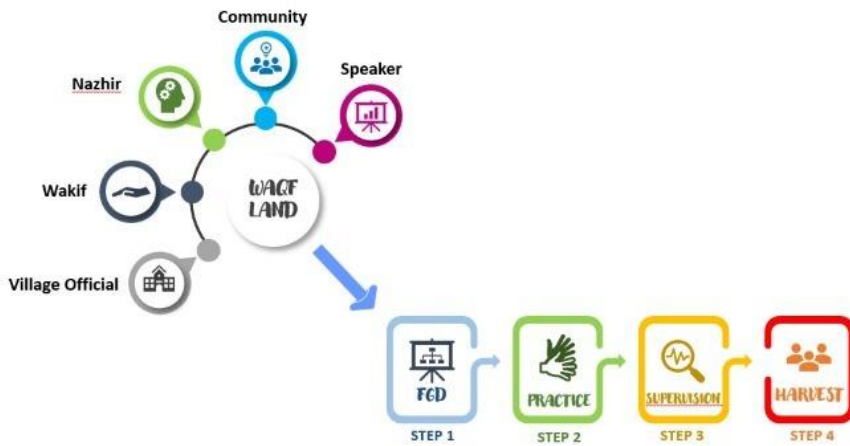 Community
Speaker
Nazhir
Wakif
Village Official
WAQF
LAND
FGD
PRACTICE
SUPERVISION
HARVEST
STEP 1
STEP 2
STEP 3
STEP 4